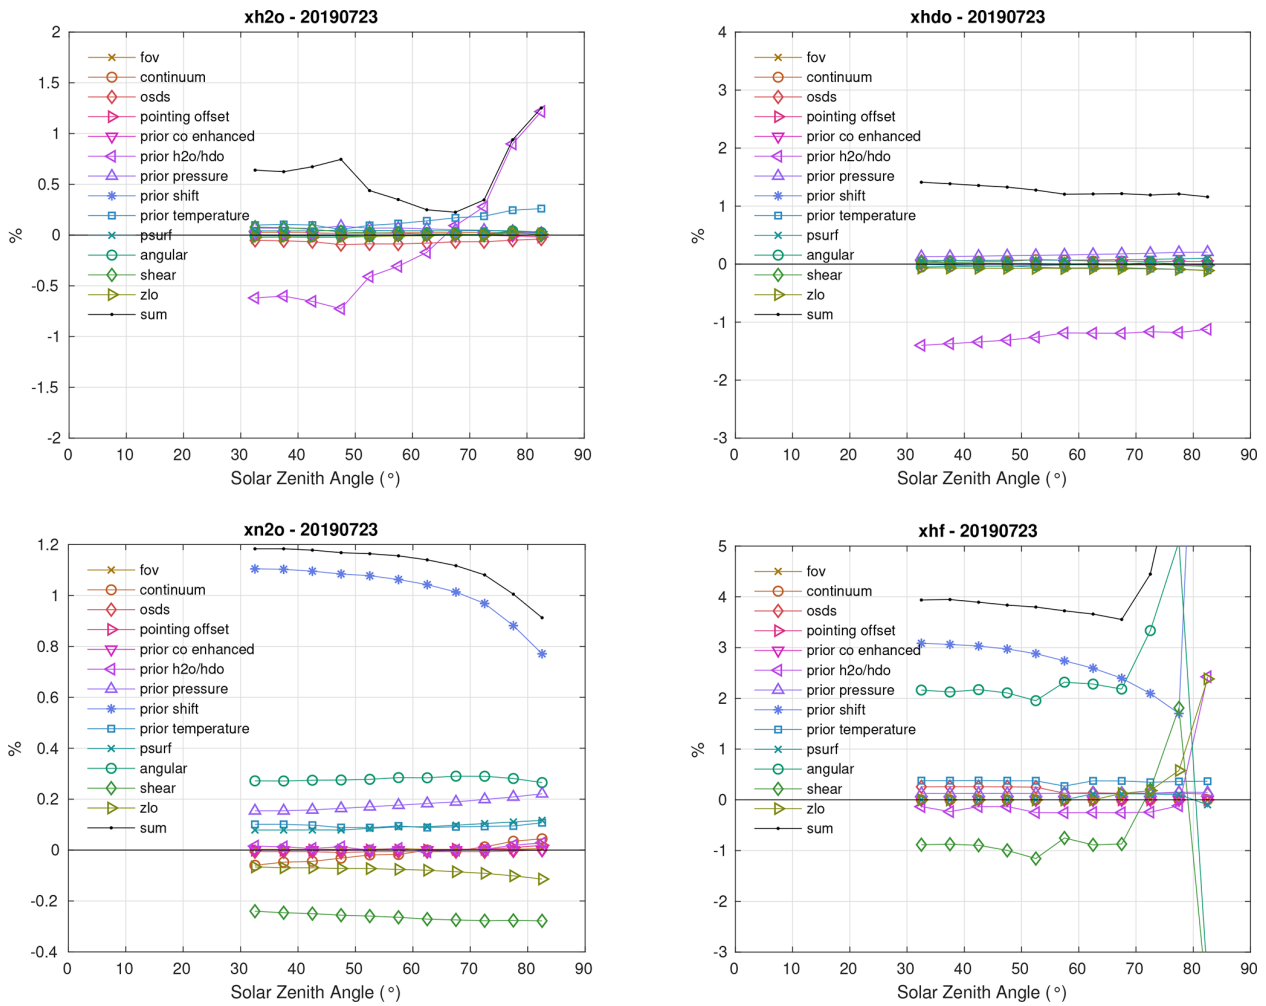 xh2o - 20190723
2
1.5
1
0.5
0
-0.5
-1
-1.5
-2
%
fov
continuum
osds
pointing offset
prior co enhanced
prior h2o/hdo
prior pressure
prior shift
prior temperature
psurf
angular
shear
zlo
sum
0 10 20 30 40 50 60 70 80 90
Solar Zenith Angle (°)
xhdo - 20190723
4
3
2
1
0
-1
-2
-3
%
fov
continuum
osds
pointing offset
prior co enhanced
prior h2o/hdo
prior pressure
prior shift
prior temperature
psurf
angular
shear
zlo
sum
0 10 20 30 40 50 60 70 80 90
Solar Zenith Angle (°)
xn2o - 20190723
1.2
1
0.8
0.6
0.4
0.2
0
-0.2
-0.4
%
fov
continuum
osds
pointing offset
prior co enhanced
prior h2o/hdo
prior pressure
prior shift
prior temperature
psurf
angular
shear
zlo
sum
0 10 20 30 40 50 60 70 80 90
Solar Zenith Angle (°)
xhf - 20190723
5
4
3
2
1
0
-1
-2
-3
%
fov
continuum
osds
pointing offset
prior co enhanced
prior h2o/hdo
prior pressure
prior shift
prior temperature
psurf
angular
shear
zlo
sum
0 10 20 30 40 50 60 70 80 90
Solar Zenith Angle (°)